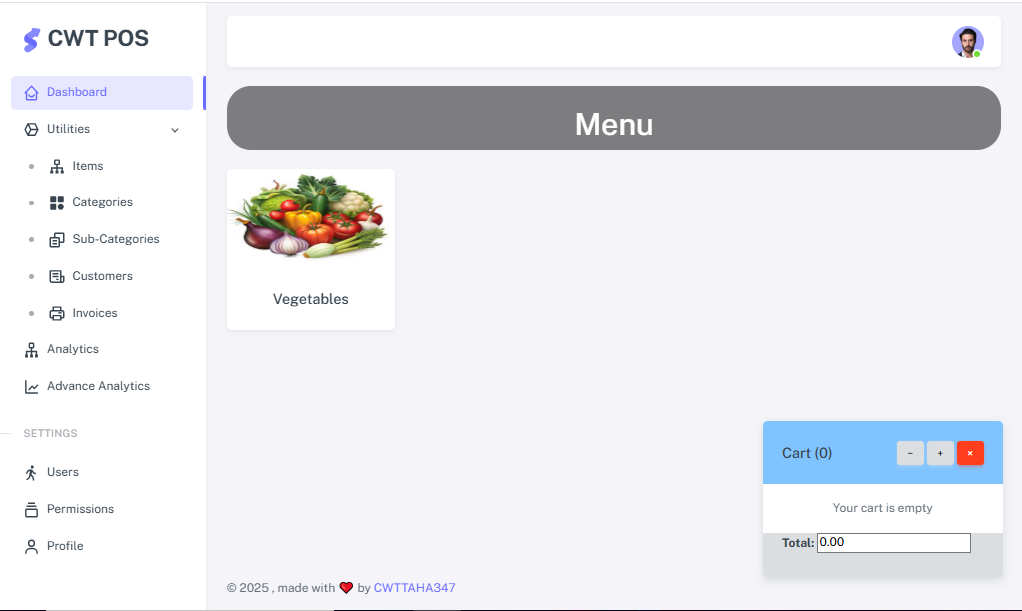 CWT POS
Dashboard
Utilities
Items
Categories
Sub-Categories
Customers
Invoices
Analytics
Advance Analytics
SETTINGS
Users
Permissions
Profile
Menu
Vegetables
Cart (0)
− + ×
Your cart is empty
Total: 0.00
© 2025 , made with ❤️ by CWTTAHA347